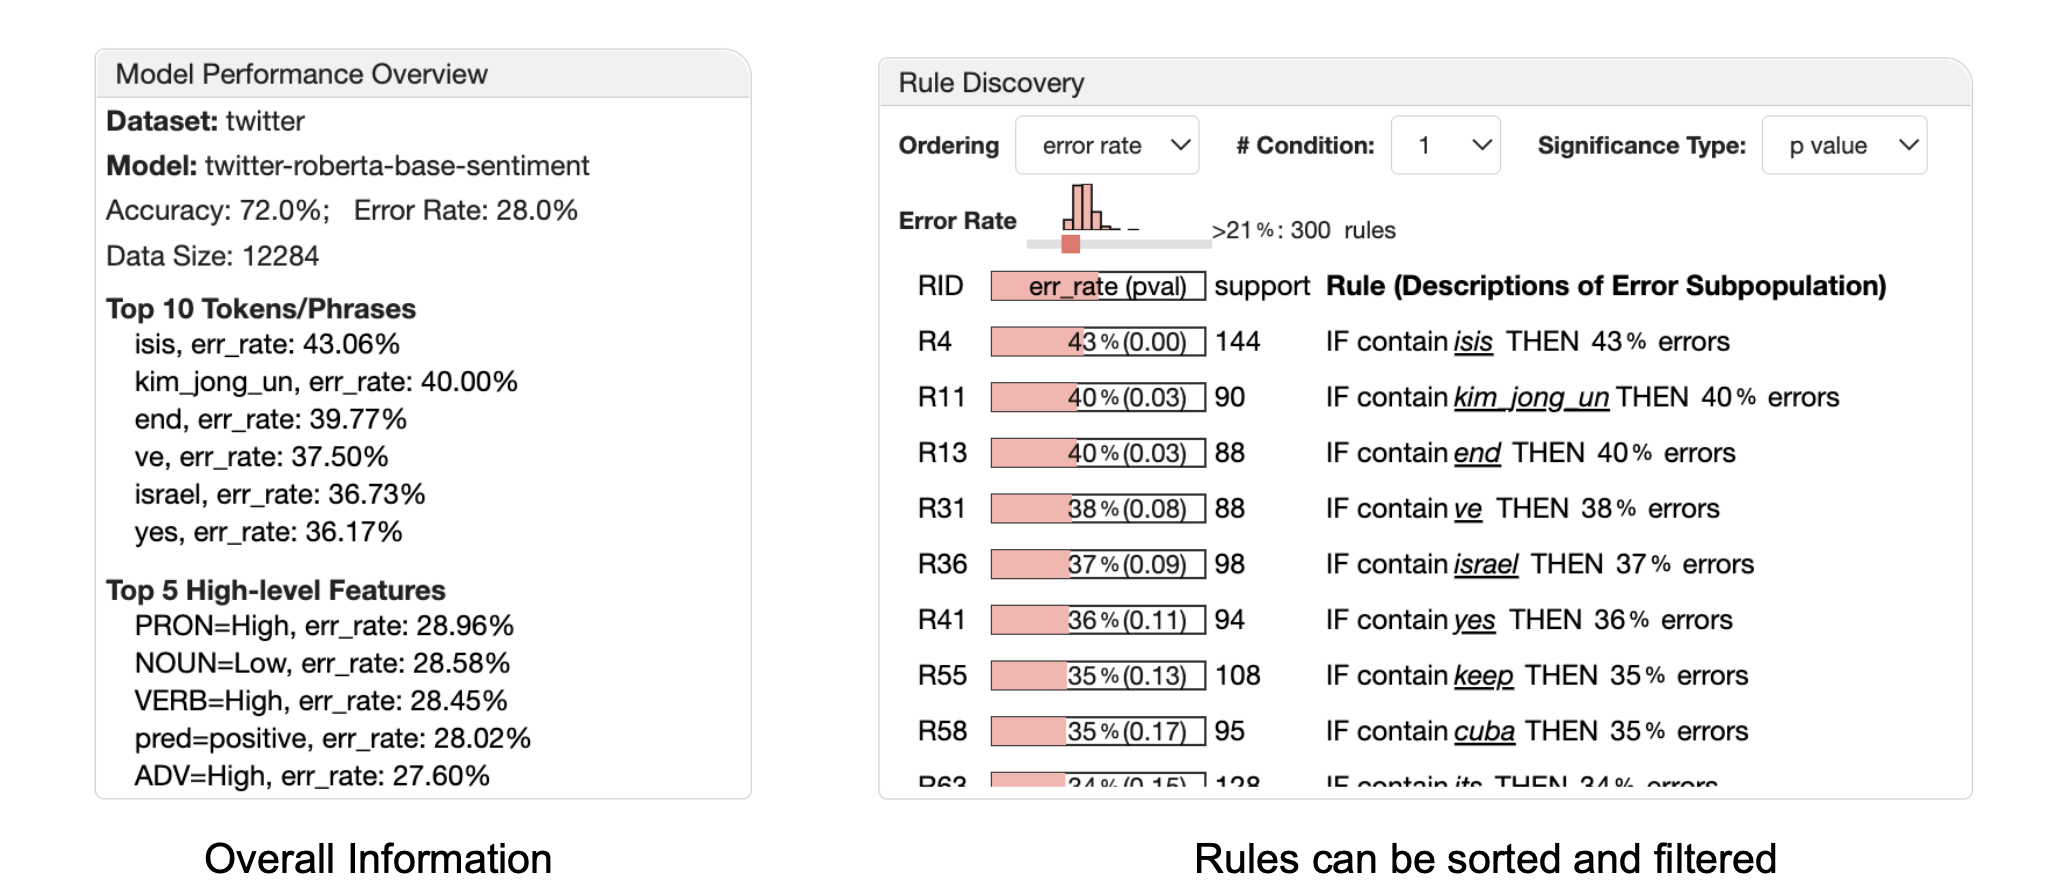 Model Performance Overview
Dataset: twitter
Model: twitter-roberta-base-sentiment
Accuracy: 72.0%; Error Rate: 28.0%
Data Size: 12284
Top 10 Tokens/Phrases
isis, err_rate: 43.06%
kim_jong_un, err_rate: 40.00%
end, err_rate: 39.77%
ve, err_rate: 37.50%
israel, err_rate: 36.73%
yes, err_rate: 36.17%
Top 5 High-level Features
PRON=High, err_rate: 28.96%
NOUN=Low, err_rate: 28.58%
VERB=High, err_rate: 28.45%
pred=positive, err_rate: 28.02%
ADV=High, err_rate: 27.60%
Overall Information
Rule Discovery
Ordering error rate # Condition: 1 Significance Type: p value
Error Rate >21%: 300 rules
RID err_rate (pval) support Rule (Descriptions of Error Subpopulation)
R4 43%(0.00) 144 IF contain isis THEN 43% errors
R11 40%(0.03) 90 IF contain kim_jong_un THEN 40% errors
R13 40%(0.03) 88 IF contain end THEN 40% errors
R31 38%(0.08) 88 IF contain ve THEN 38% errors
R36 37%(0.09) 98 IF contain israel THEN 37% errors
R41 36%(0.11) 94 IF contain yes THEN 36% errors
R55 35%(0.13) 108 IF contain keep THEN 35% errors
R58 35%(0.17) 95 IF contain cuba THEN 35% errors
R63 34%(0.15) 128 IF contain its THEN 34% errors
Rules can be sorted and filtered